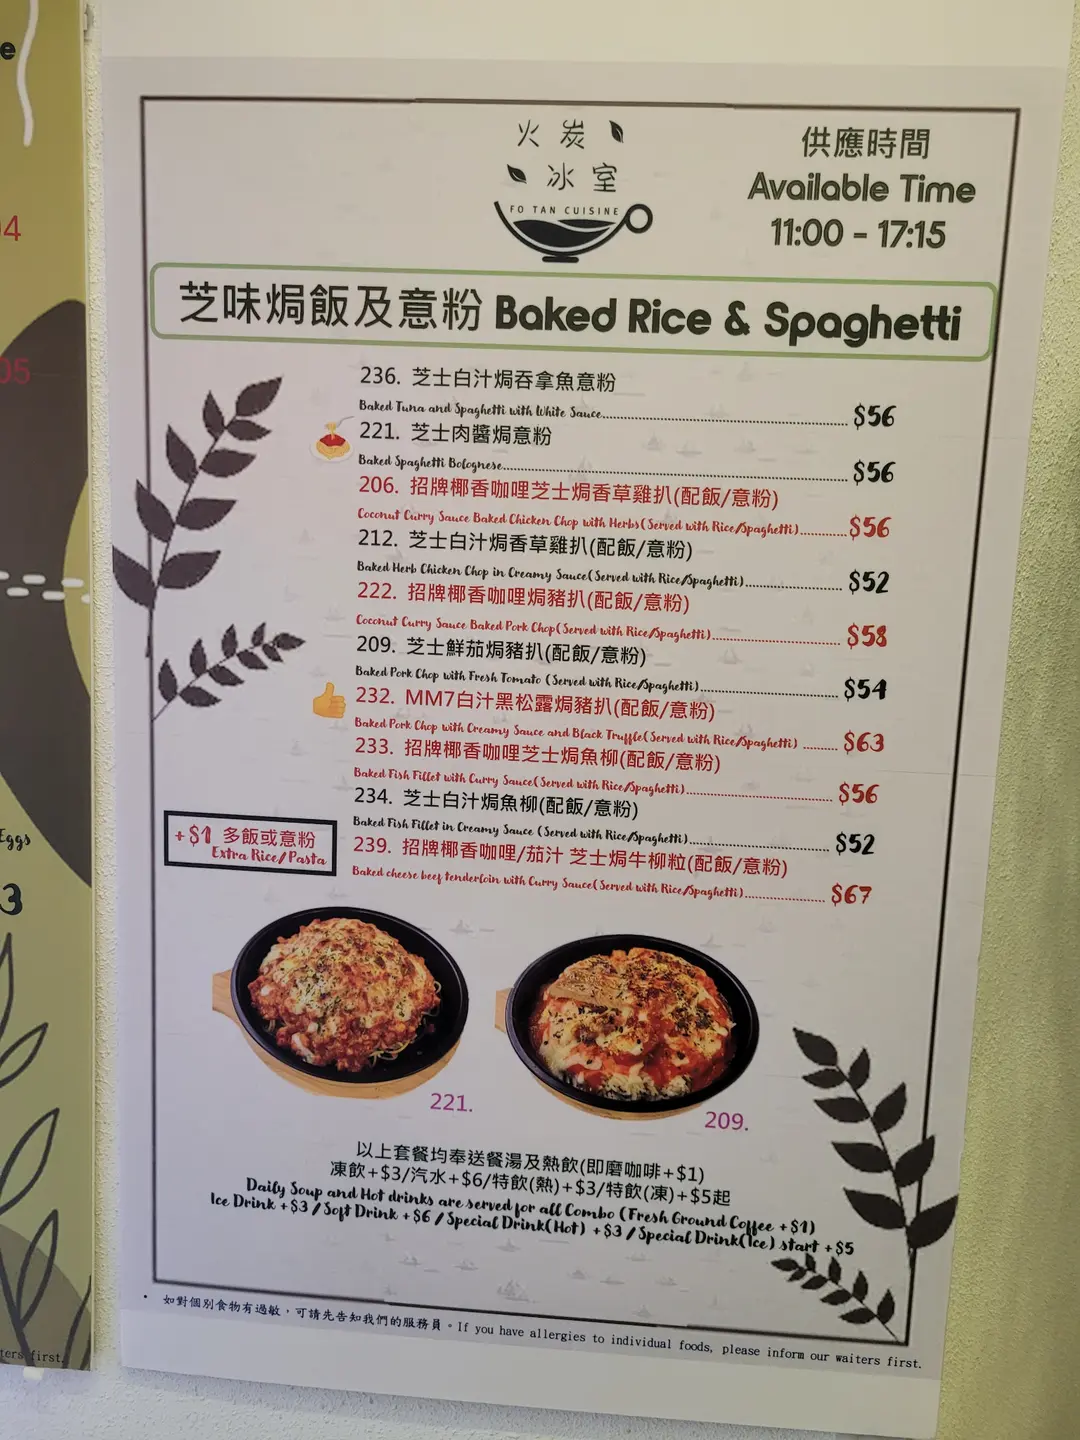 火炭
冰室
FO TAN CUISINE
供應時間
Available Time
11:00 - 17:15
芝味焗飯及意粉 Baked Rice & Spaghetti
236. 芝士白汁焗吞拿魚意粉
Baked Tuna and Spaghetti with White Sauce $56
221. 芝士肉醬焗意粉
Baked Spaghetti Bolognese $56
206. 招牌椰香咖哩芝士焗香草雞扒(配飯/意粉)
Coconut Curry Sauce Baked Chicken Chop with Herbs(Served with Rice/Spaghetti) $56
212. 芝士白汁焗香草雞扒(配飯/意粉)
Baked Herb Chicken Chop in Creamy Sauce(Served with Rice/Spaghetti) $52
222. 招牌椰香咖哩焗豬扒(配飯/意粉)
Coconut Curry Sauce Baked Pork Chop(Served with Rice/Spaghetti) $58
209. 芝士鮮茄焗豬扒(配飯/意粉)
Baked Pork Chop with Fresh Tomato (Served with Rice/Spaghetti) $54
232. MM7白汁黑松露焗豬扒(配飯/意粉)
Baked Pork Chop with Creamy Sauce and Black Truffle(Served with Rice/Spaghetti) $63
233. 招牌椰香咖哩芝士焗魚柳(配飯/意粉)
Baked Fish Fillet with Curry Sauce(Served with Rice/Spaghetti) $56
234. 芝士白汁焗魚柳(配飯/意粉)
Baked Fish Fillet in Creamy Sauce (Served with Rice/Spaghetti) $52
239. 招牌椰香咖哩/茄汁 芝士焗牛柳粒(配飯/意粉)
Baked cheese beef tenderloin with Curry Sauce(Served with Rice/Spaghetti) $67
+$1 多飯或意粉
Extra Rice/Pasta
221.
209.
以上套餐均奉送餐湯及熱飲(即磨咖啡+$1)
凍飲+$3/汽水+$6/特飲(熱)+$3/特飲(凍)+$5起
Daily Soup and Hot drinks are served for all Combo (Fresh Ground Coffee +$1)
Ice Drink +$3 / Soft Drink +$6 / Special Drink(Hot) +$3 / Special Drink(Ice) start +$5
• 如對個別食物有過敏，可請先告知我們的服務員。If you have allergies to individual foods, please inform our waiters first.
Eggs
3
first.